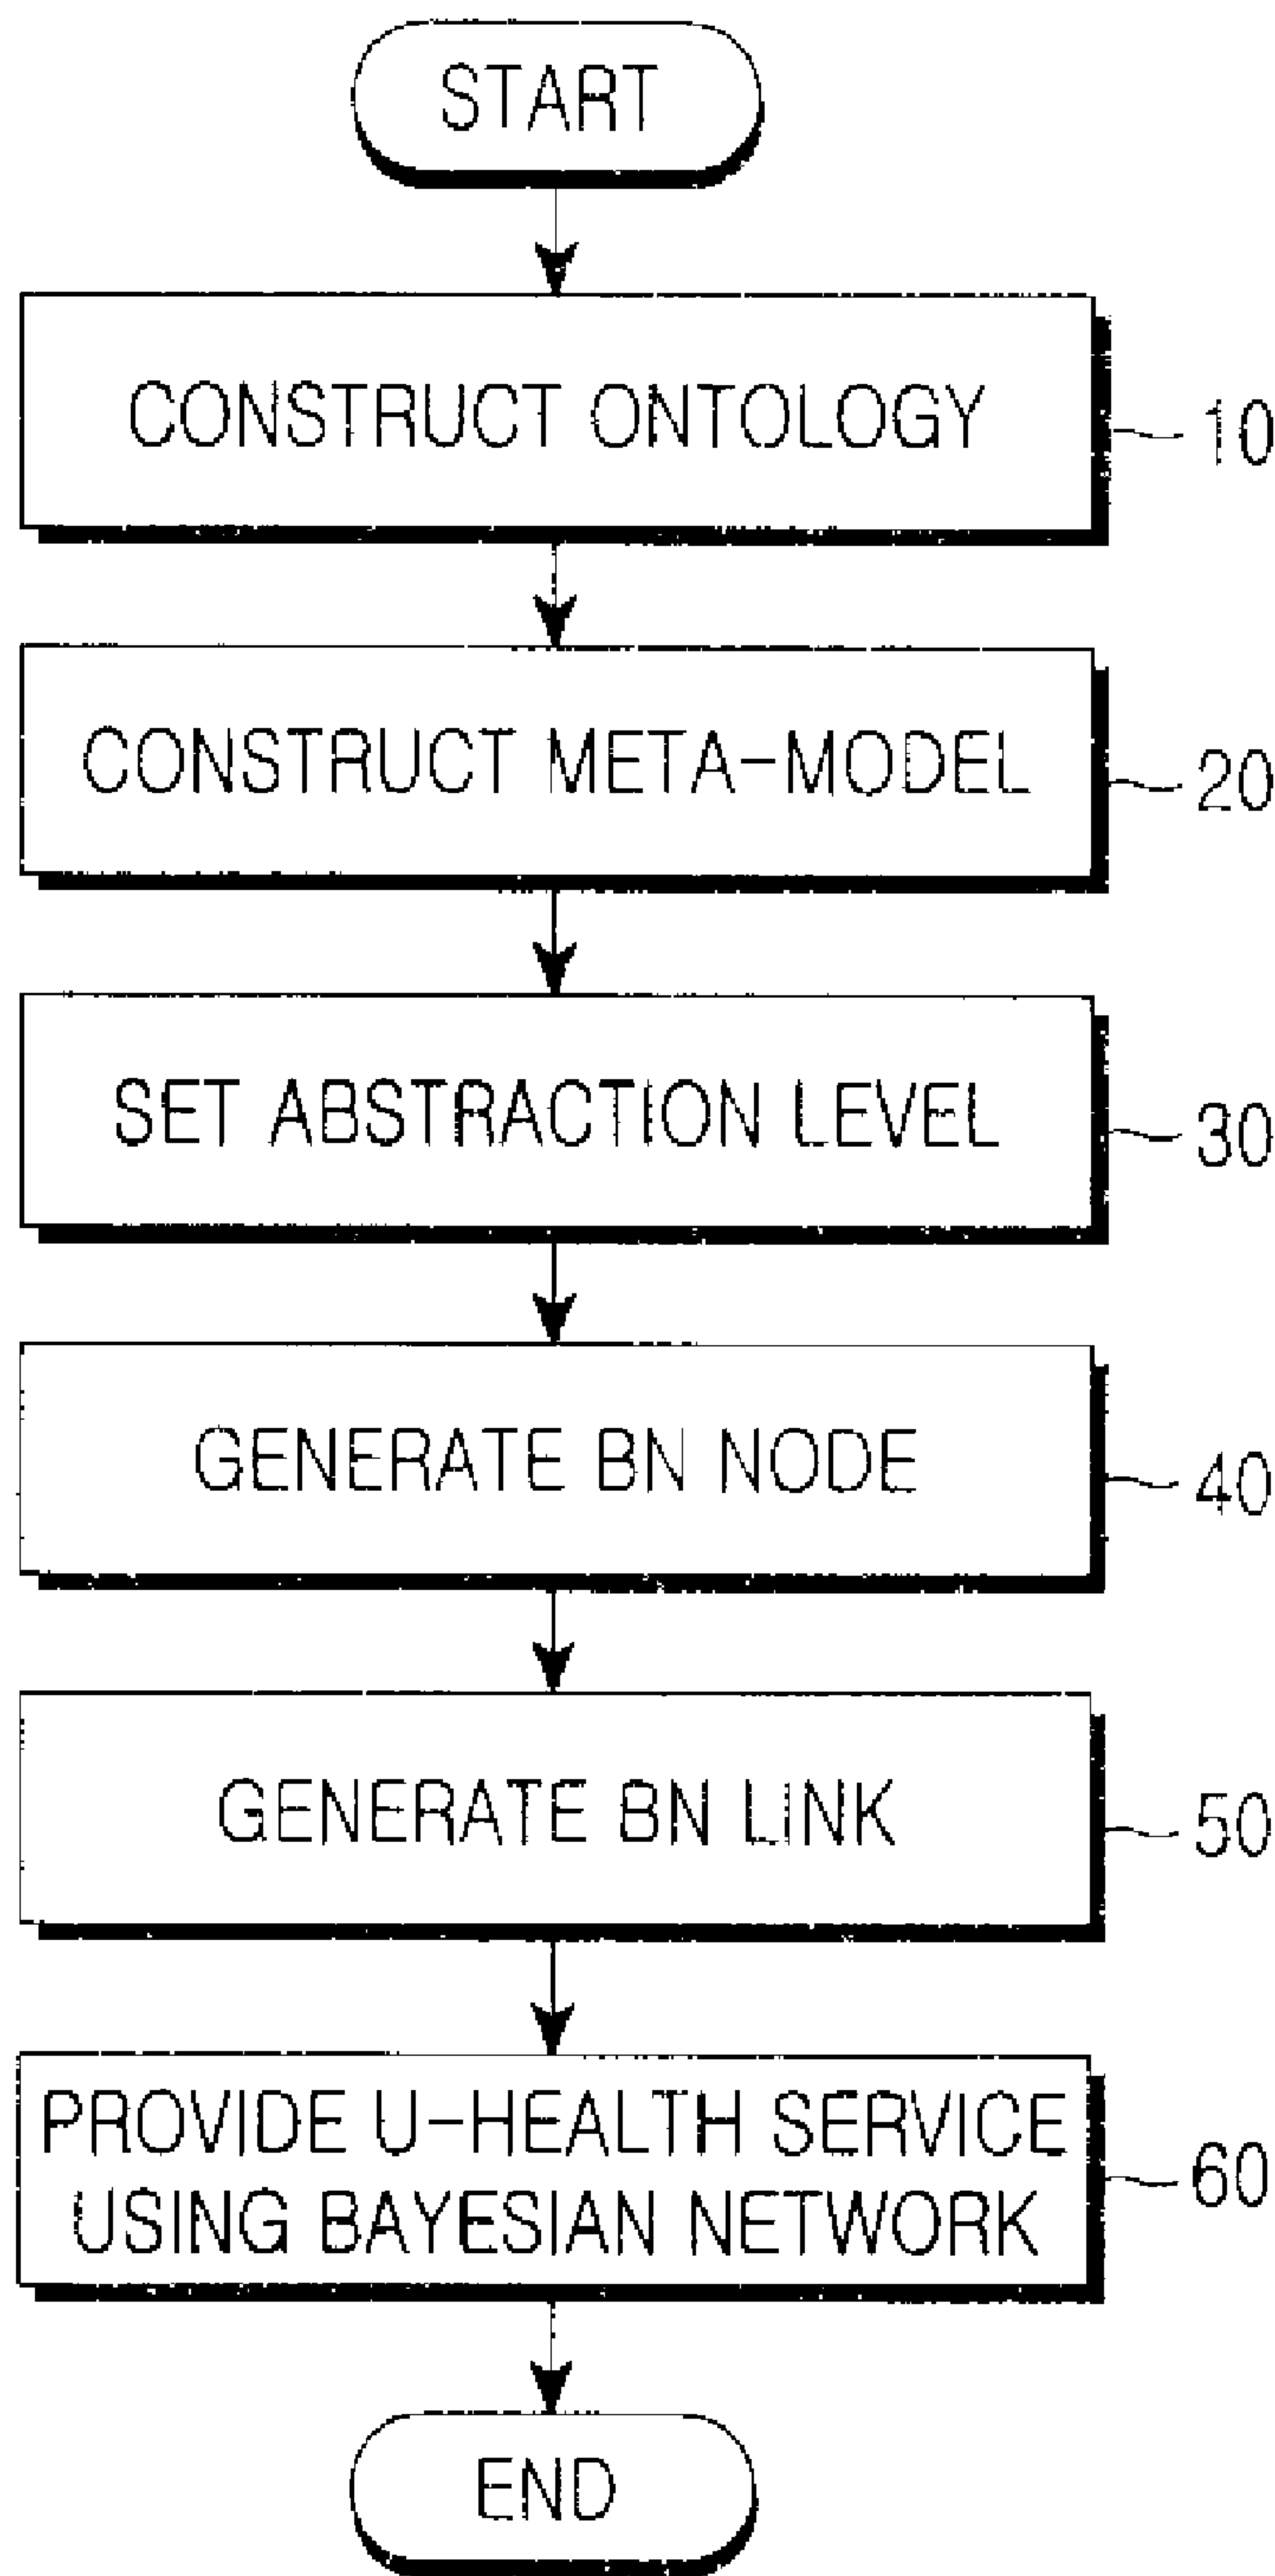 START
CONSTRUCT ONTOLOGY
10
CONSTRUCT META-MODEL
20
SET ABSTRACTION LEVEL
30
GENERATE BN NODE
40
GENERATE BN LINK
50
PROVIDE U-HEALTH SERVICE
USING BAYESIAN NETWORK
60
END